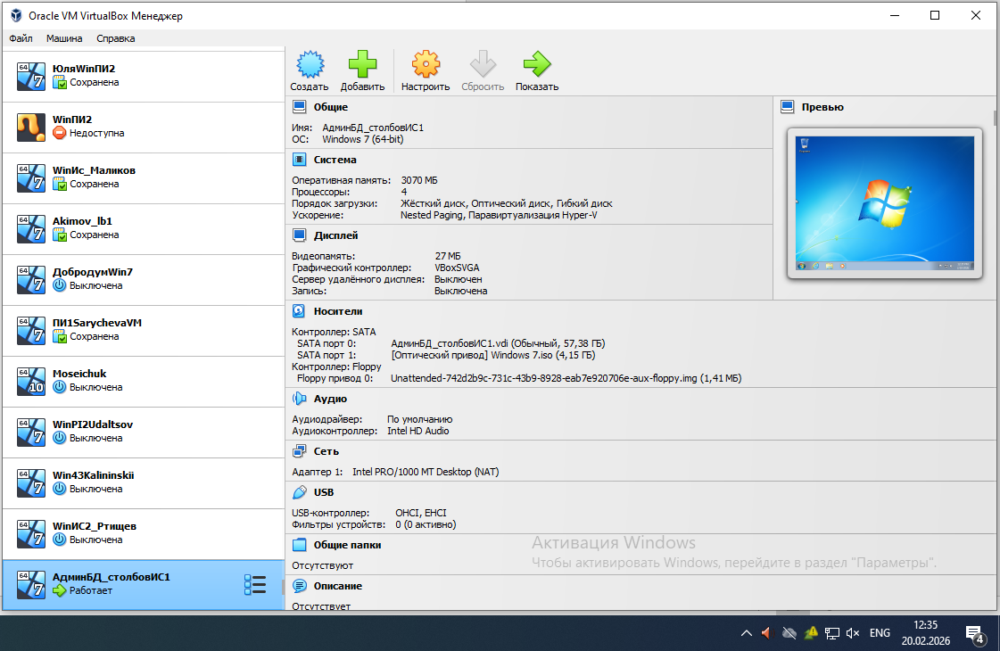 Oracle VM VirtualBox Менеджер
Файл Машина Справка
ЮляWinПИ2
Сохранена
WinПИ2
Недоступна
WinИс_Маликов
Сохранена
Akimov_lb1
Сохранена
ДобродумWin7
Выключена
ПИ1SarychevaVM
Сохранена
Moseichuk
Выключена
WinPI2Udaltsov
Выключена
Win43Kalininskii
Выключена
WinИС2_Ртищев
Выключена
АдминБД_столбовИС1
Работает
Создать Добавить Настроить Сбросить Показать
Общие
Имя: АдминБД_столбовИС1
ОС: Windows 7 (64-bit)
Система
Оперативная память: 3070 МБ
Процессоры: 4
Порядок загрузки: Жёсткий диск, Оптический диск, Гибкий диск
Ускорение: Nested Paging, Паравиртуализация Hyper-V
Дисплей
Видеопамять: 27 МБ
Графический контроллер: VBoxSVGA
Сервер удалённого дисплея: Выключен
Запись: Выключена
Превью
Носители
Контроллер: SATA
SATA порт 0: АдминБД_столбовИС1.vdi (Обычный, 57,38 ГБ)
SATA порт 1: [Оптический привод] Windows 7.iso (4,15 ГБ)
Контроллер: Floppy
Floppy привод 0: Unattended-742d2b9c-731c-43b9-8928-eab7e920706e-aux-floppy.img (1,41 МБ)
Аудио
Аудиодрайвер: По умолчанию
Аудиоконтроллер: Intel HD Audio
Сеть
Адаптер 1: Intel PRO/1000 MT Desktop (NAT)
USB
USB-контроллер: OHCI, EHCI
Фильтры устройств: 0 (0 активно)
Общие папки
Отсутствуют
Описание
Отсутствует
Активация Windows
Чтобы активировать Windows, перейдите в раздел "Параметры".
ENG
12:35
20.02.2026
4